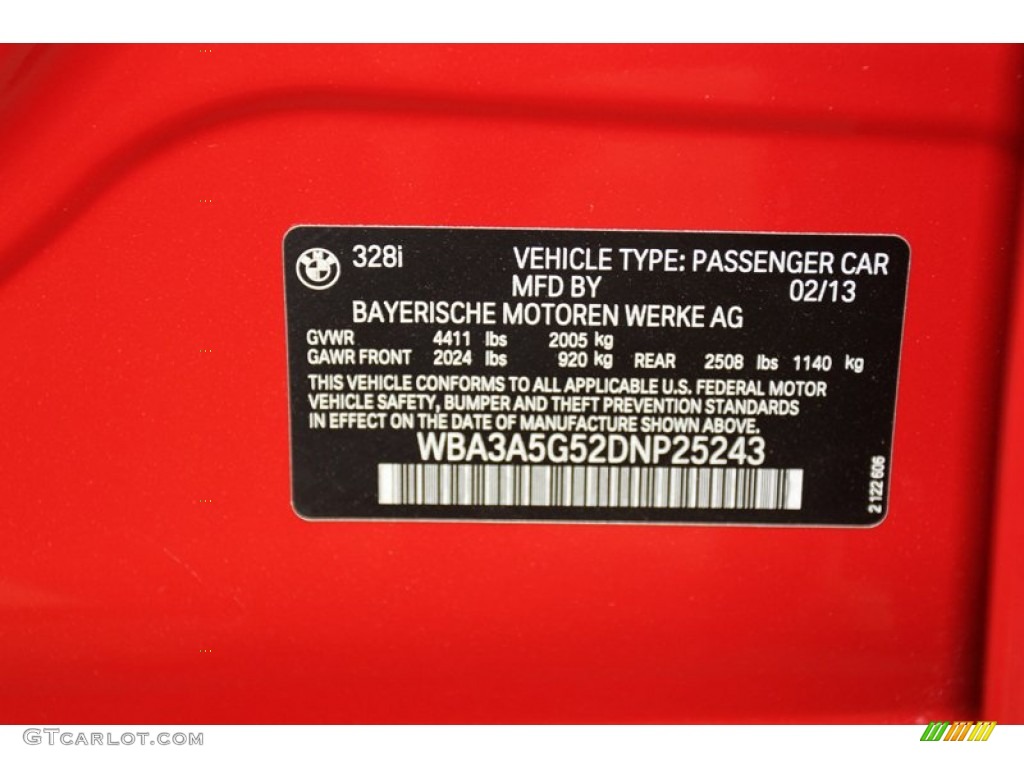 328i VEHICLE TYPE: PASSENGER CAR
MFD BY 02/13
BAYERISCHE MOTOREN WERKE AG
GVWR 4411 lbs 2005 kg
GAWR FRONT 2024 lbs 920 kg REAR 2508 lbs 1140 kg
THIS VEHICLE CONFORMS TO ALL APPLICABLE U.S. FEDERAL MOTOR
VEHICLE SAFETY, BUMPER AND THEFT PREVENTION STANDARDS
IN EFFECT ON THE DATE OF MANUFACTURE SHOWN ABOVE.
WBA3A5G52DNP25243
2 122 606
GTCARLOT.COM